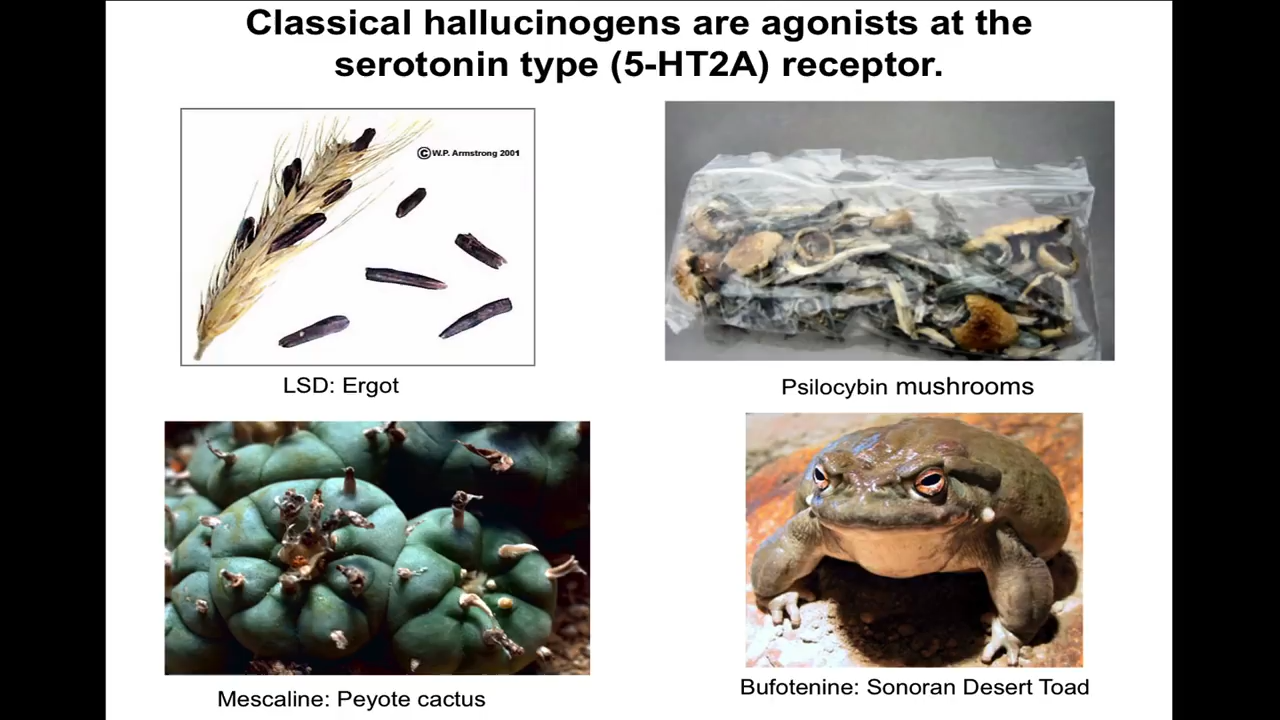 Classical hallucinogens are agonists at the
serotonin type (5-HT2A) receptor.
©W.P. Armstrong 2001
LSD: Ergot
Psilocybin mushrooms
Mescaline: Peyote cactus
Bufotenine: Sonoran Desert Toad